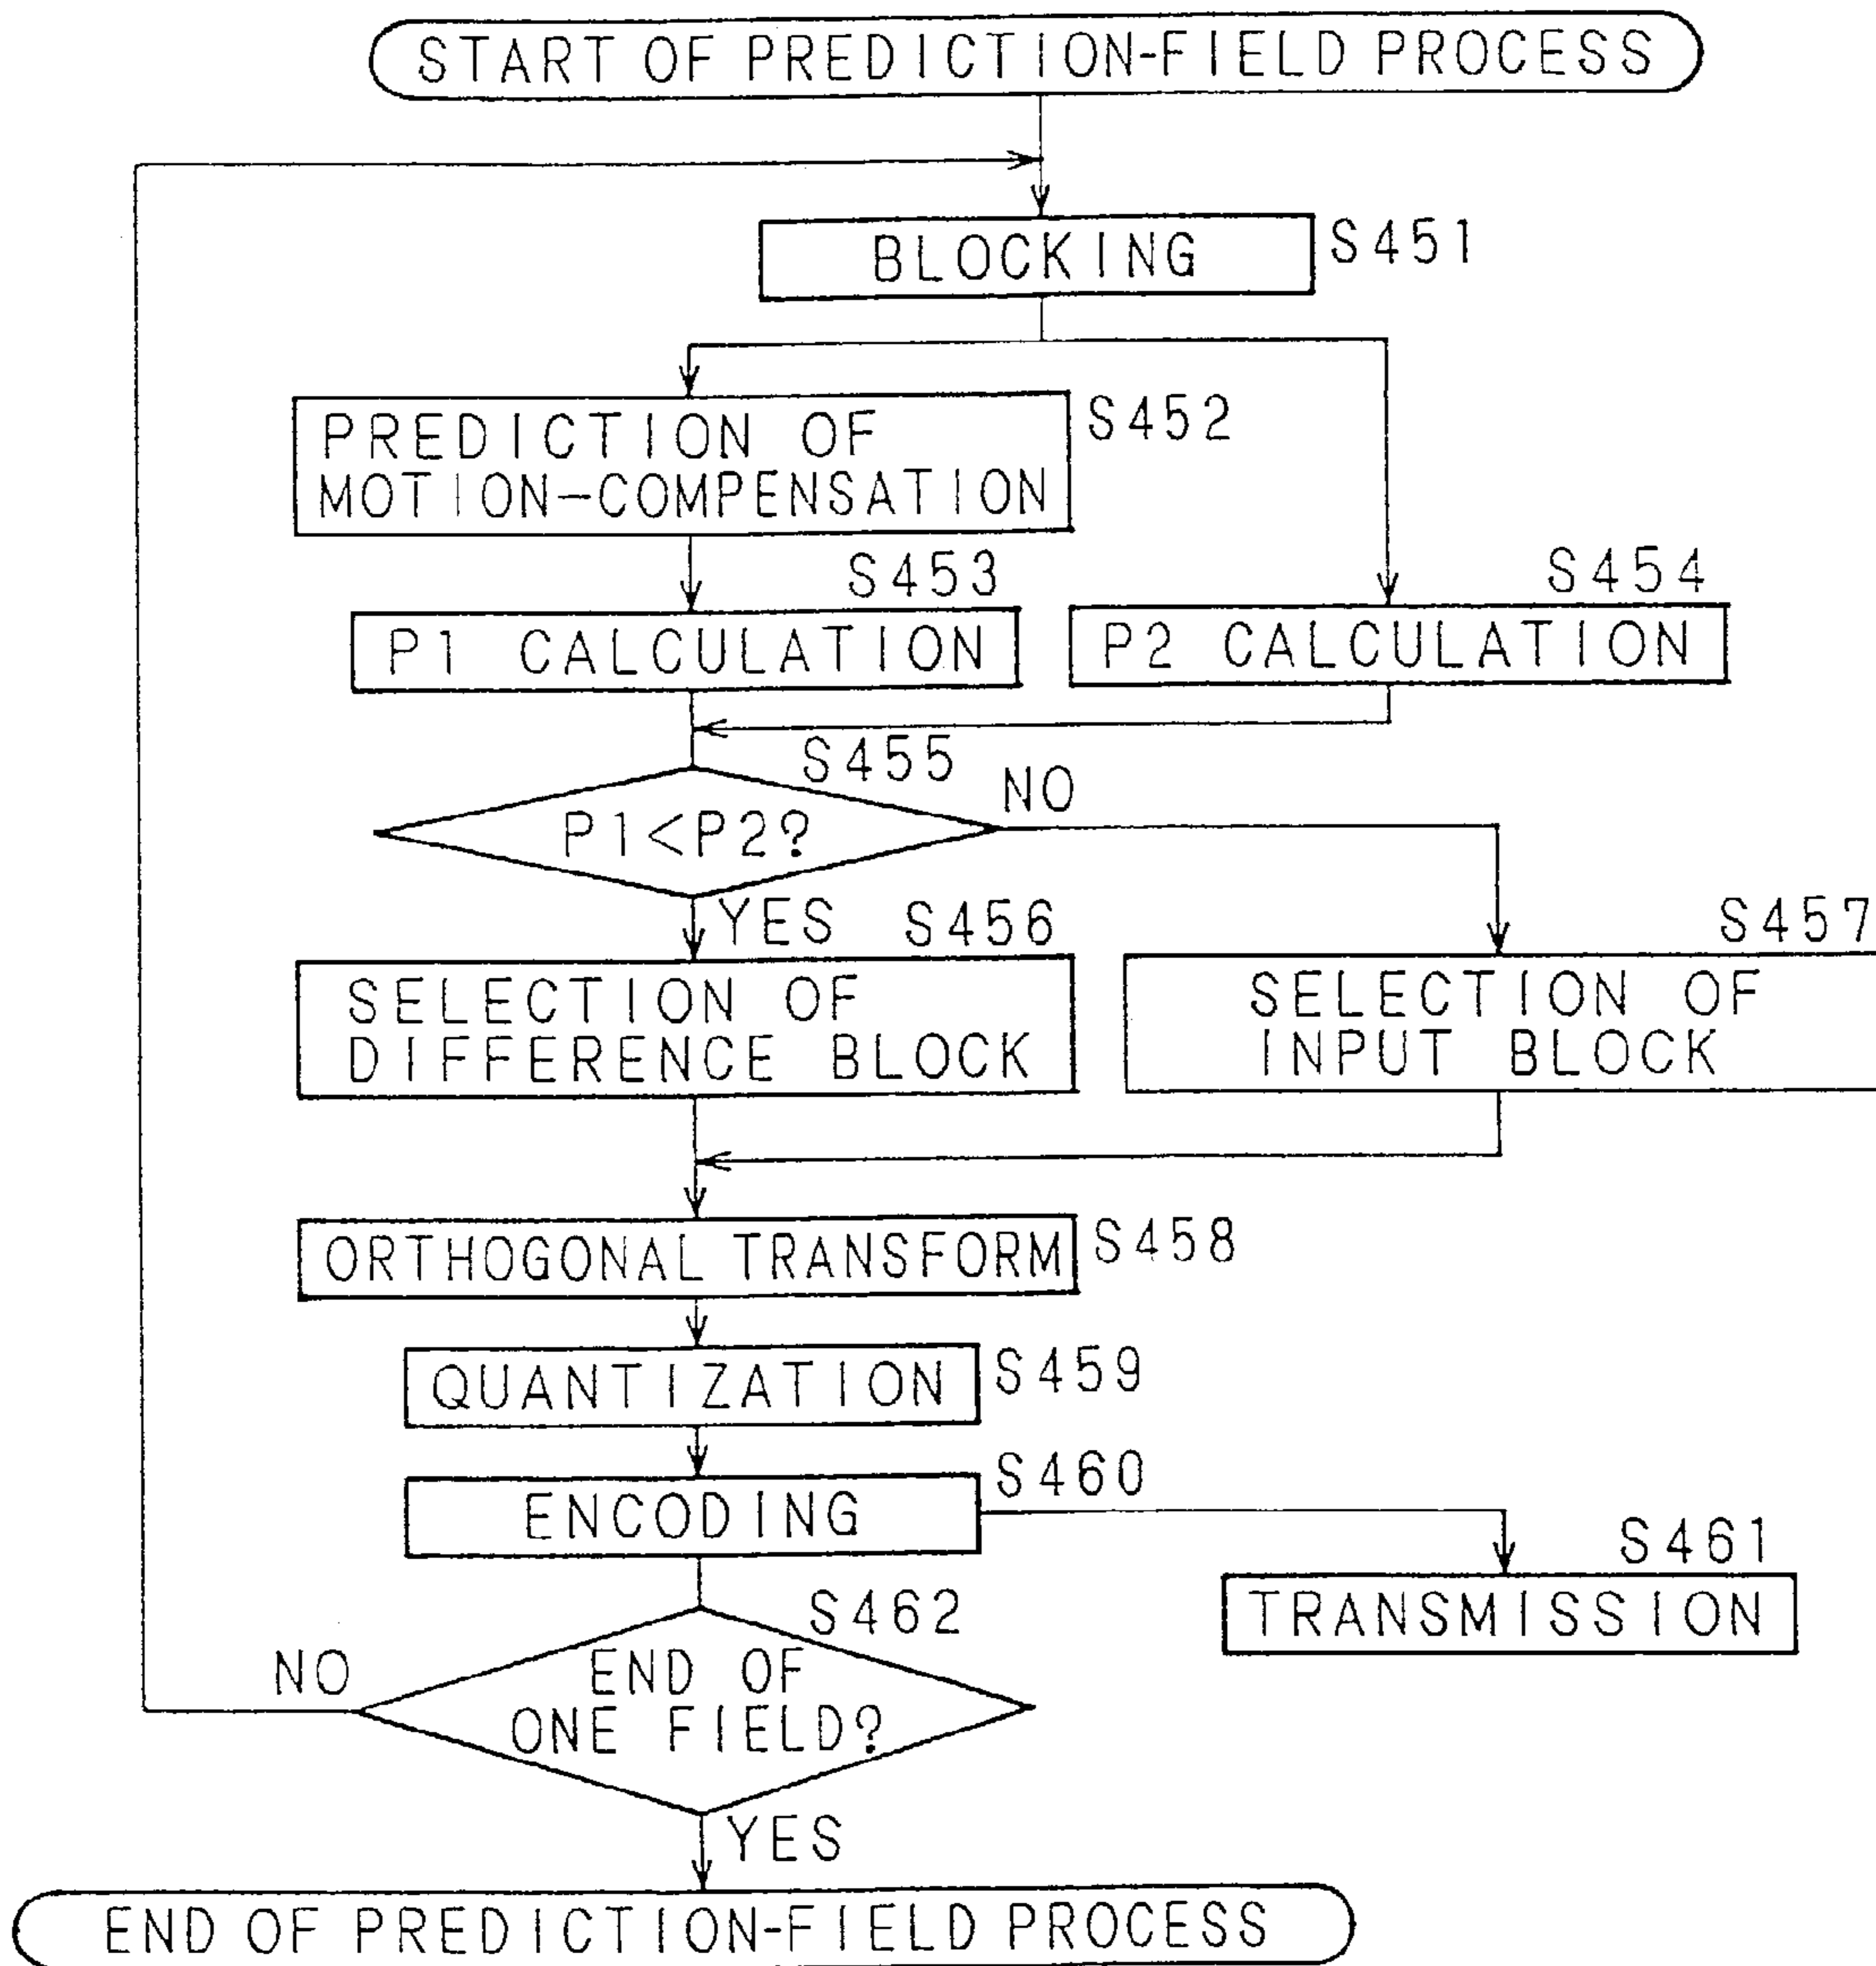 START OF PREDICTION-FIELD PROCESS
BLOCKING
S451
PREDICTION OF
MOTION-COMPENSATION
S452
S453
P1 CALCULATION
S454
P2 CALCULATION
S455
P1<P2?
NO
YES
S456
SELECTION OF
DIFFERENCE BLOCK
S457
SELECTION OF
INPUT BLOCK
ORTHOGONAL TRANSFORM
S458
QUANTIZATION
S459
ENCODING
S460
S461
TRANSMISSION
S462
END OF
ONE FIELD?
NO
YES
END OF PREDICTION-FIELD PROCESS